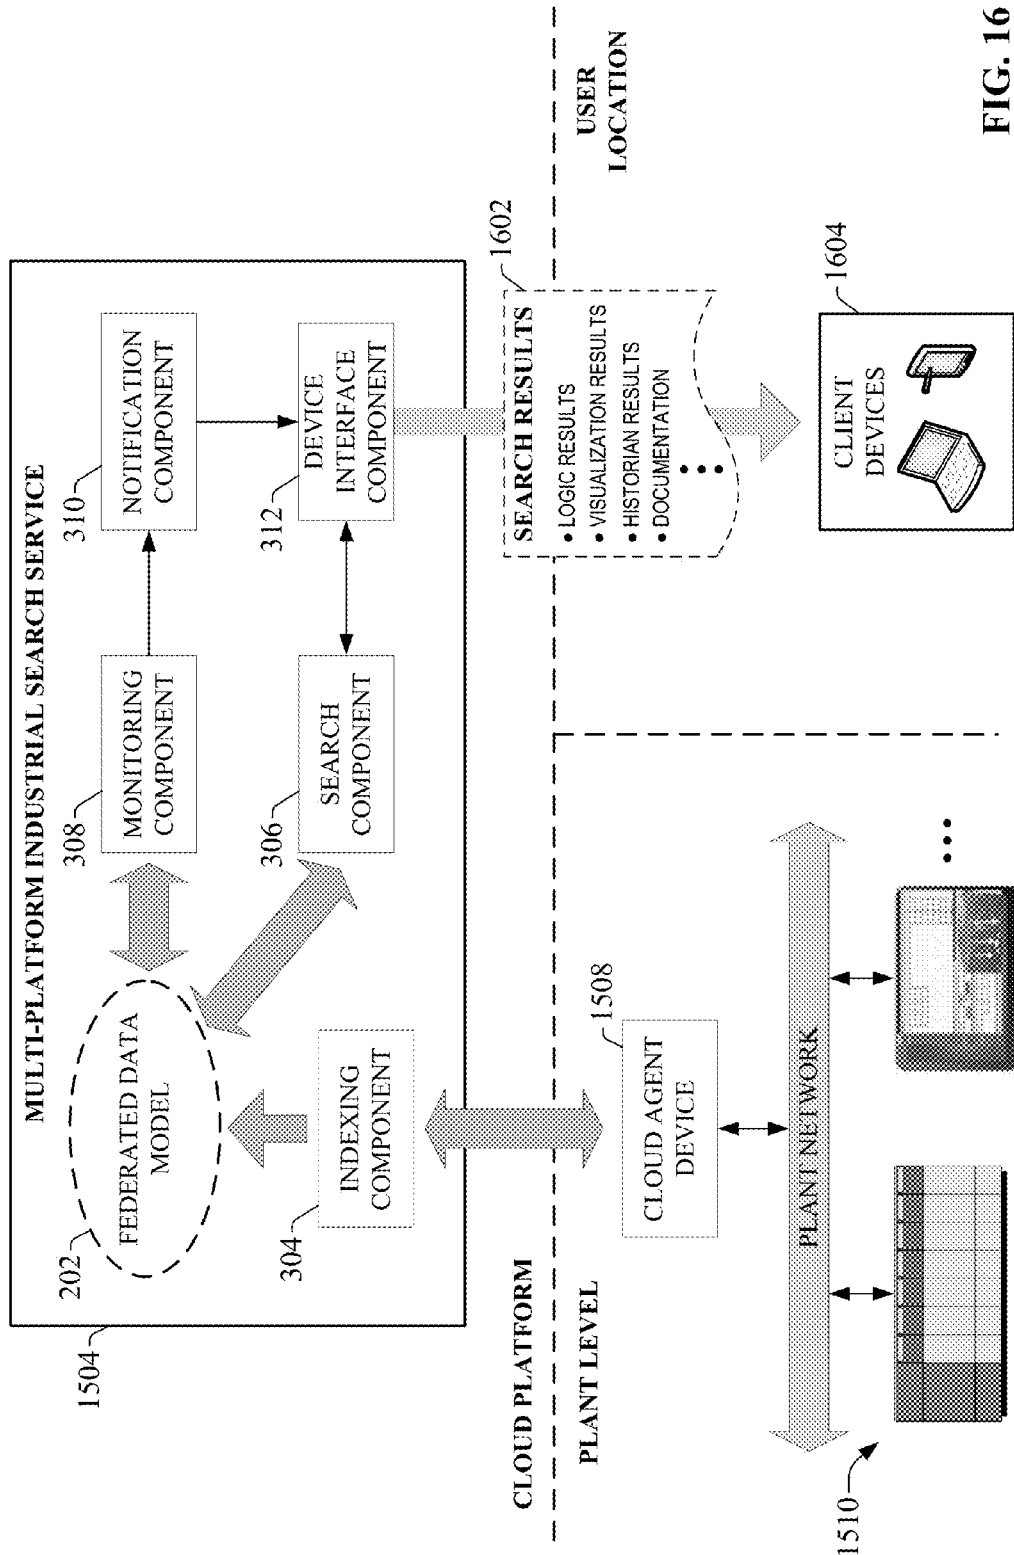 MULTI-PLATFORM INDUSTRIAL SEARCH SERVICE
1504
202
FEDERATED DATA
MODEL
308
MONITORING
COMPONENT
310
NOTIFICATION
COMPONENT
304
INDEXING
COMPONENT
306
SEARCH
COMPONENT
312
DEVICE
INTERFACE
COMPONENT
CLOUD PLATFORM
PLANT LEVEL
USER
LOCATION
1602
SEARCH RESULTS
• LOGIC RESULTS
• VISUALIZATION RESULTS
• HISTORIAN RESULTS
• DOCUMENTATION
1508
CLOUD AGENT
DEVICE
PLANT NETWORK
1510
1604
CLIENT
DEVICES
FIG. 16